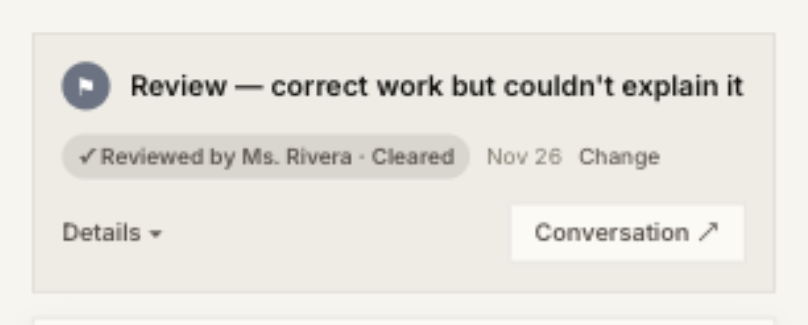 Review — correct work but couldn't explain it
✓ Reviewed by Ms. Rivera · Cleared Nov 26 Change
Details
Conversation ↗